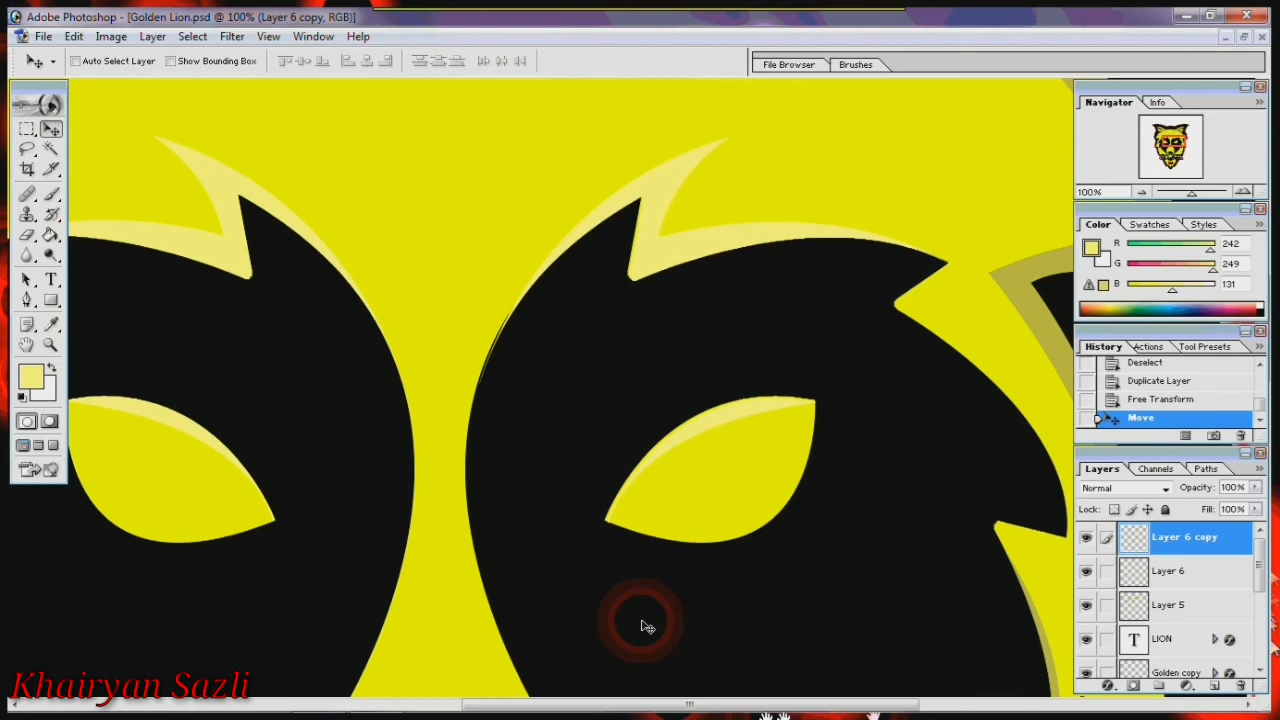 Adobe Photoshop - [Golden Lion.psd @ 100% (Layer 6 copy, RGB)]
File Edit Image Layer Select Filter View Window Help
Auto Select Layer Show Bounding Box
File Browser Brushes
Navigator Info
100%
Color Swatches Styles
R 242
G 249
B 131
History Actions Tool Presets
Deselect
Duplicate Layer
Free Transform
Move
Layers Channels Paths
Normal Opacity: 100%
Lock: Fill: 100%
Layer 6 copy
Layer 6
Layer 5
T LION
Golden copy
Khairyan Sazli